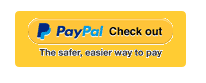 PayPal Check out
The safer, easier way to pay